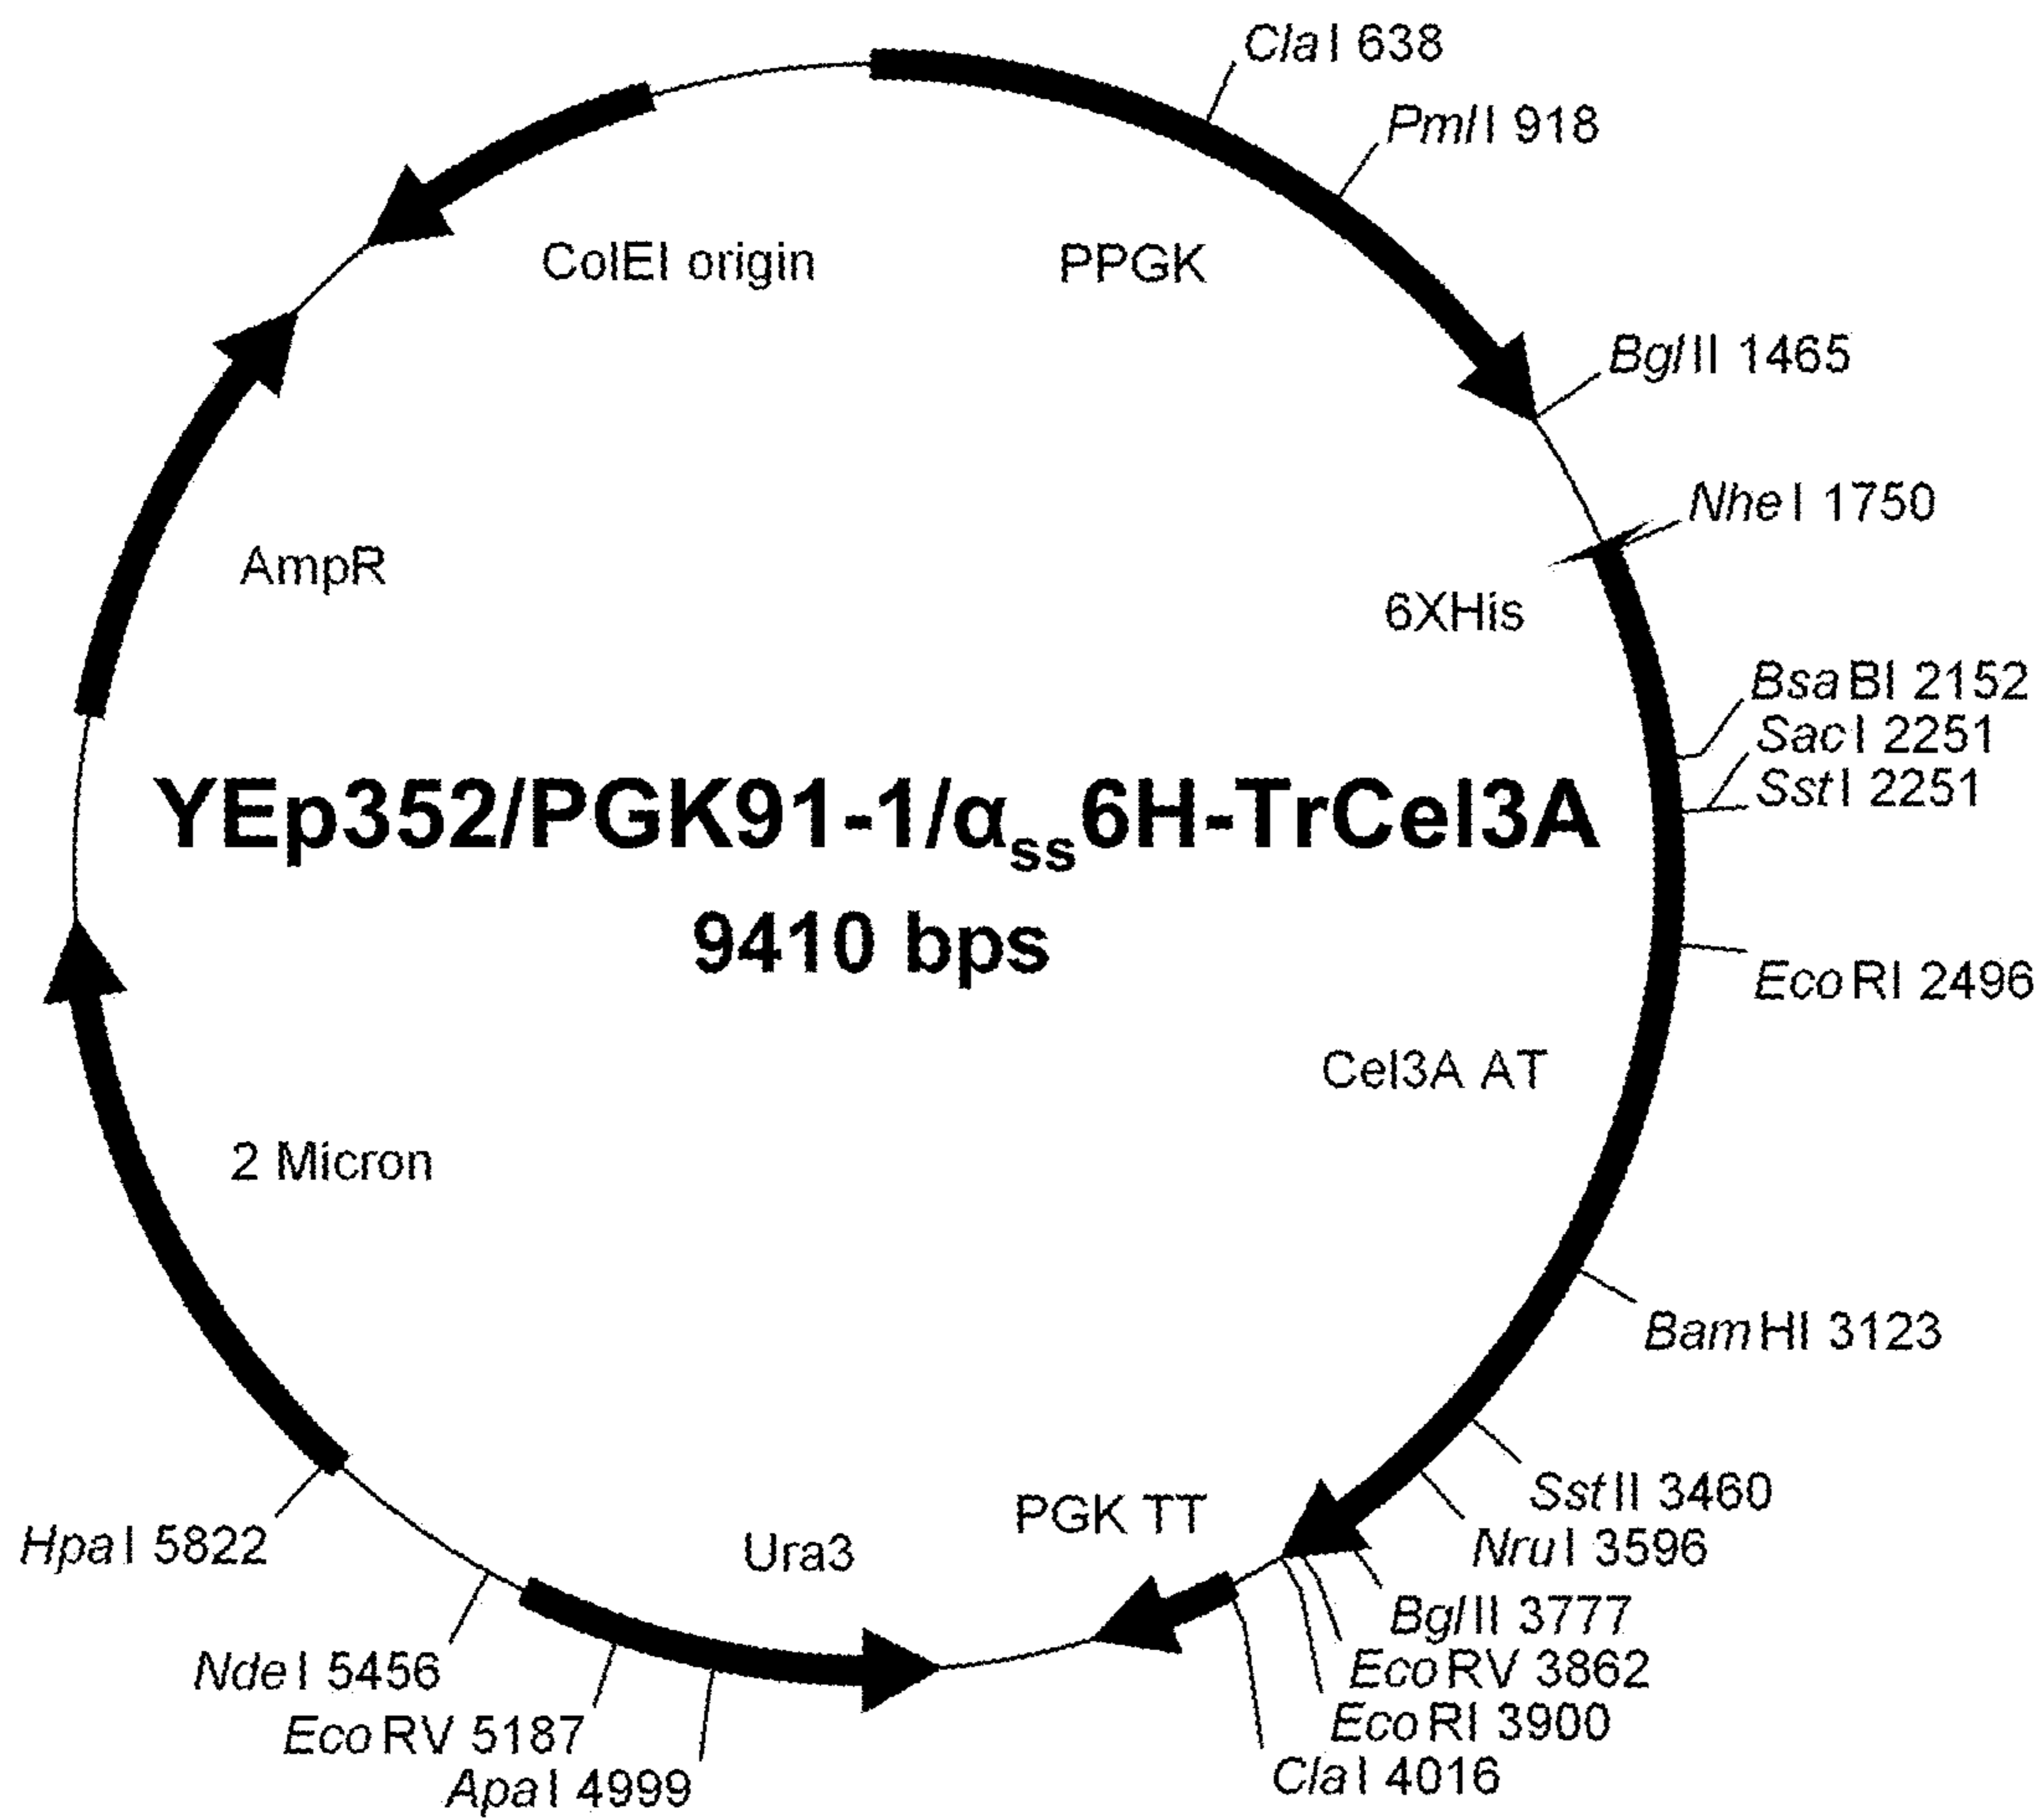 ClaI 638
PmlI 918
ColEI origin
PPGK
BglII 1465
NheI 1750
AmpR
6XHis
BsaBI 2152
SacI 2251
SstI 2251
YEp352/PGK91-1/αss6H-TrCel3A
9410 bps
EcoRI 2496
Cel3A AT
2 Micron
BamHI 3123
SstII 3460
PGK TT
NruI 3596
HpaI 5822
Ura3
BglII 3777
EcoRV 3862
NdeI 5456
EcoRI 3900
EcoRV 5187
ClaI 4016
ApaI 4999